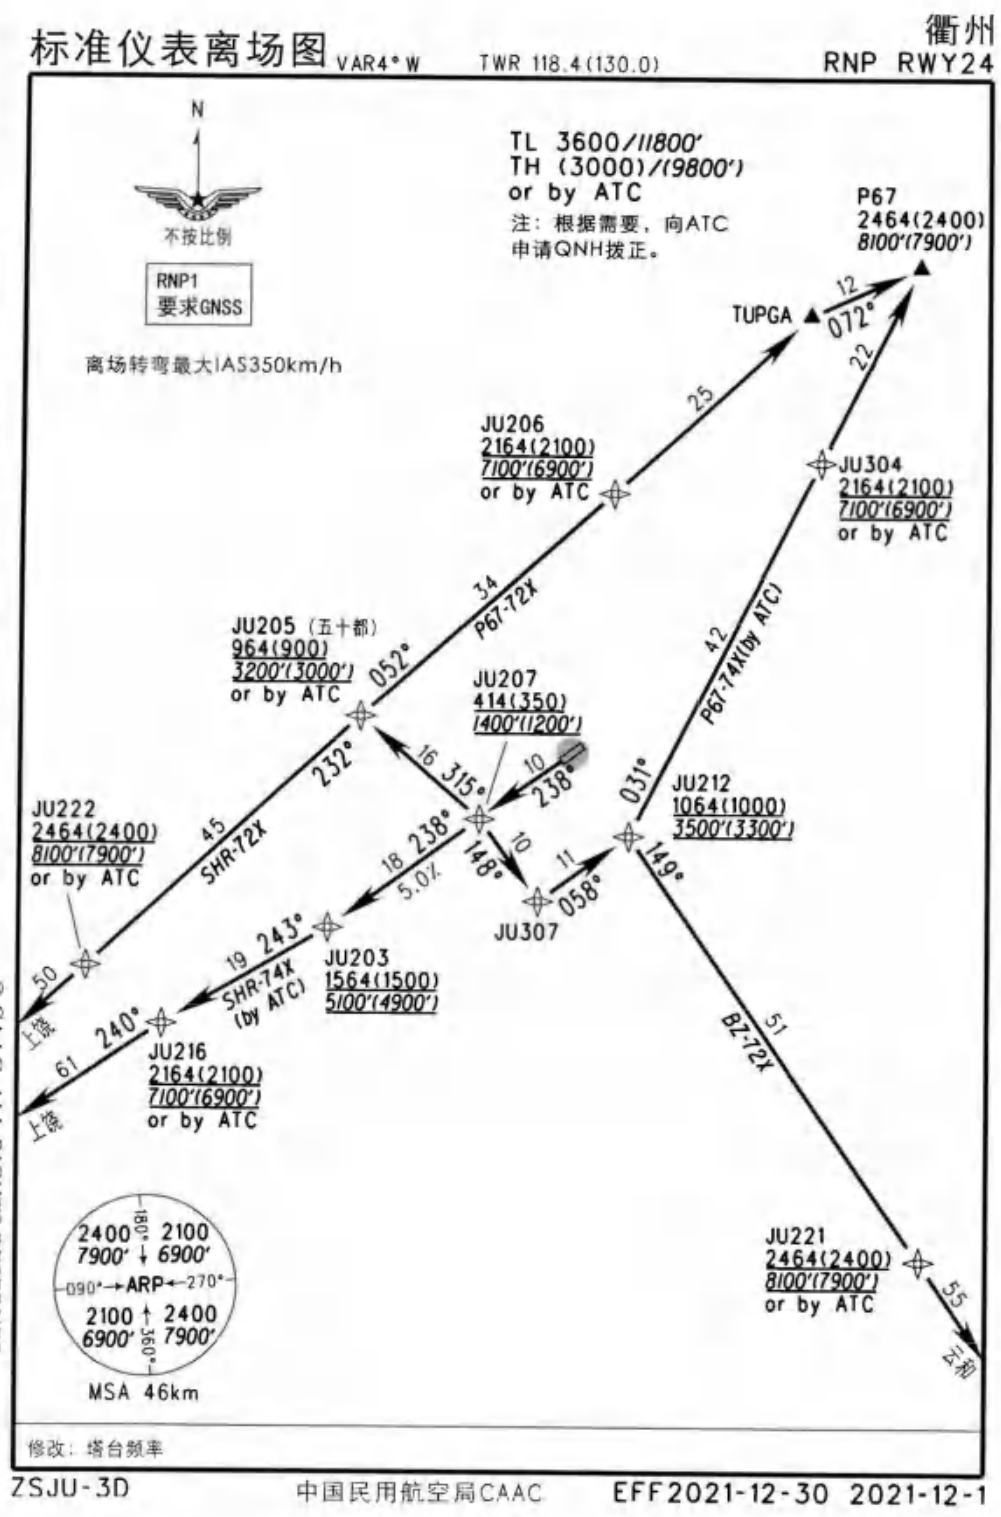 标准仪表离场图 VAR4°W TWR 118.4(130.0)
衢州
RNP RWY24
N
不按比例
RNP1
要求GNSS
离场转弯最大IAS350km/h
TL 3600/11800'
TH (3000)/(9800')
or by ATC
注: 根据需要, 向ATC
申请QNH拨正。
P67
2464(2400)
8100'(7900')
12
TUPGA
072°
22
25
JU206
2164(2100)
7100'(6900')
or by ATC
JU304
2164(2100)
7100'(6900')
or by ATC
34
P67-72X
42
P67-74X(by ATC)
JU205 (五十都)
964(900)
3200'(3000')
or by ATC
052°
232°
JU207
414(350)
1400'(1200')
16
315°
10
238°
031°
JU212
1064(1000)
3500'(3300')
JU222
2464(2400)
8100'(7900')
or by ATC
45
SHR-72X
238°
18
5.0%
10
148°
11
058°
149°
JU307
50
上饶
243°
19
SHR-74X
(by ATC)
JU203
1564(1500)
5100'(4900')
240°
61
上饶
JU216
2164(2100)
7100'(6900')
or by ATC
51
BZ-72X
JU221
2464(2400)
8100'(7900')
or by ATC
55
云和
2400 180° 2100
7900' 6900'
090° ARP 270°
2100 2400
6900' 360° 7900'
MSA 46km
修改: 塔台频率
ZSJU-3D 中国民用航空局CAAC EFF2021-12-30 2021-12-1